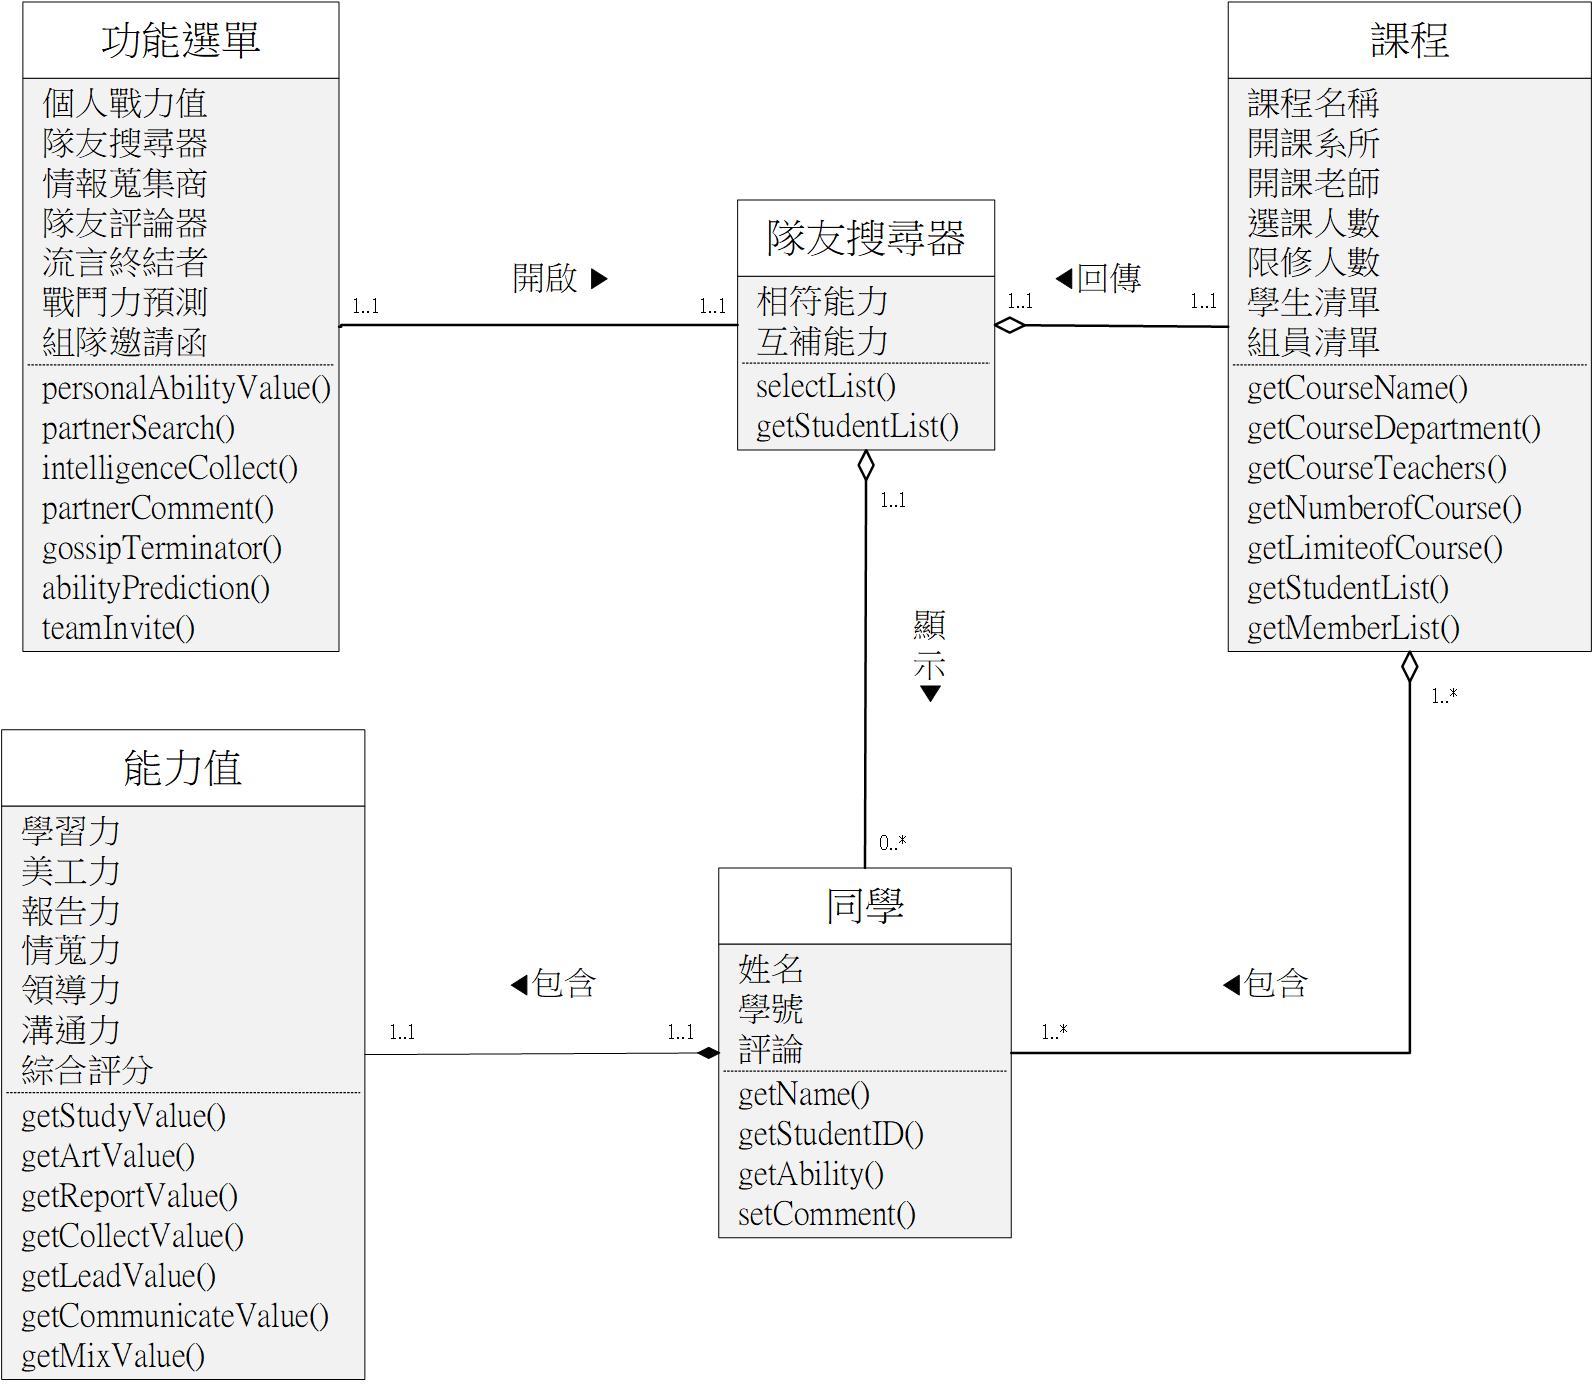 功能選單
個人戰力值
隊友搜尋器
情報蒐集商
隊友評論器
流言終結者
戰鬥力預測
組隊邀請函
personalAbilityValue()
partnerSearch()
intelligenceCollect()
partnerComment()
gossipTerminator()
abilityPrediction()
teamInvite()
開啟 ▶
1..1
1..1
隊友搜尋器
相符能力
互補能力
selectList()
getStudentList()
◀回傳
1..1
1..1
課程
課程名稱
開課系所
開課老師
選課人數
限修人數
學生清單
組員清單
getCourseName()
getCourseDepartment()
getCourseTeachers()
getNumberofCourse()
getLimiteofCourse()
getStudentList()
getMemberList()
1..1
顯
示
▼
0..*
1..*
能力值
學習力
美工力
報告力
情蒐力
領導力
溝通力
綜合評分
getStudyValue()
getArtValue()
getReportValue()
getCollectValue()
getLeadValue()
getCommunicateValue()
getMixValue()
◀包含
1..1
1..1
同學
姓名
學號
評論
getName()
getStudentID()
getAbility()
setComment()
◀包含
1..*